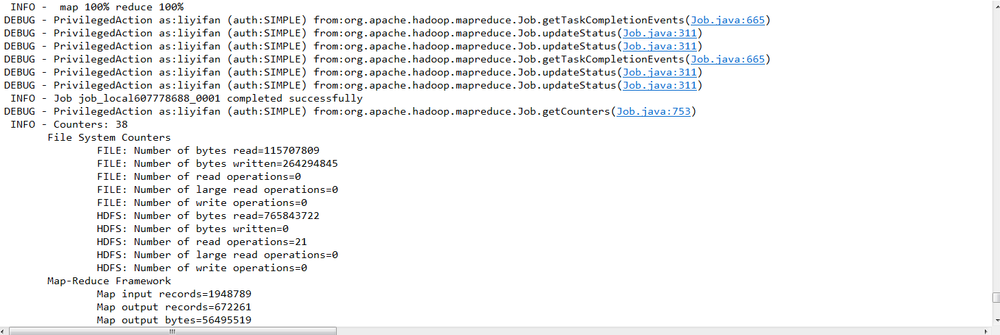 INFO -  map 100% reduce 100%
DEBUG - PrivilegedAction as:liyifan (auth:SIMPLE) from:org.apache.hadoop.mapreduce.Job.getTaskCompletionEvents(Job.java:665)
DEBUG - PrivilegedAction as:liyifan (auth:SIMPLE) from:org.apache.hadoop.mapreduce.Job.updateStatus(Job.java:311)
DEBUG - PrivilegedAction as:liyifan (auth:SIMPLE) from:org.apache.hadoop.mapreduce.Job.updateStatus(Job.java:311)
DEBUG - PrivilegedAction as:liyifan (auth:SIMPLE) from:org.apache.hadoop.mapreduce.Job.getTaskCompletionEvents(Job.java:665)
DEBUG - PrivilegedAction as:liyifan (auth:SIMPLE) from:org.apache.hadoop.mapreduce.Job.updateStatus(Job.java:311)
DEBUG - PrivilegedAction as:liyifan (auth:SIMPLE) from:org.apache.hadoop.mapreduce.Job.updateStatus(Job.java:311)
INFO - Job job_local607778688_0001 completed successfully
DEBUG - PrivilegedAction as:liyifan (auth:SIMPLE) from:org.apache.hadoop.mapreduce.Job.getCounters(Job.java:753)
INFO - Counters: 38
File System Counters
FILE: Number of bytes read=115707809
FILE: Number of bytes written=264294845
FILE: Number of read operations=0
FILE: Number of large read operations=0
FILE: Number of write operations=0
HDFS: Number of bytes read=765843722
HDFS: Number of bytes written=0
HDFS: Number of read operations=21
HDFS: Number of large read operations=0
HDFS: Number of write operations=0
Map-Reduce Framework
Map input records=1948789
Map output records=672261
Map output bytes=56495519